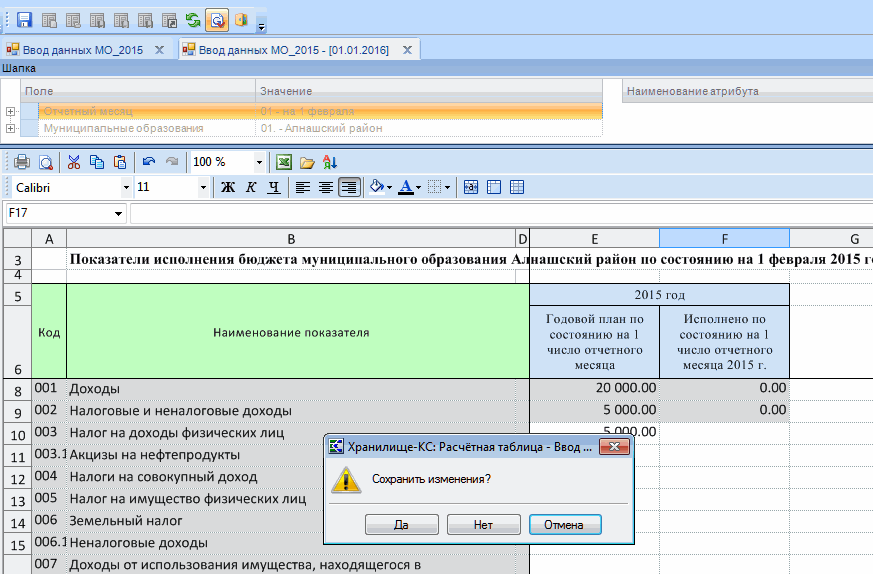 Ввод данных МО_2015
Ввод данных МО_2015 - [01.01.2016]
Шапка
Поле Значение Наименование атрибута
Отчетный месяц 01 - на 1 февраля
Муниципальные образования 01. - Алнашский район
100 %
Calibri 11 Ж К Ч
F17
A B D E F G
3 Показатели исполнения бюджета муниципального образования Алнашский район по состоянию на 1 февраля 2015 г
4
5 2015 год
Код Наименование показателя
6 Годовой план по состоянию на 1 число отчетного месяца
Исполнено по состоянию на 1 число отчетного месяца 2015 г.
8 001 Доходы 20 000.00 0.00
9 002 Налоговые и неналоговые доходы 5 000.00 0.00
10 003 Налог на доходы физических лиц 5 000.00
11 003.1 Акцизы на нефтепродукты
12 004 Налоги на совокупный доход
13 005 Налог на имущество физических лиц
14 006 Земельный налог
15 006.1 Неналоговые доходы
007 Доходы от использования имущества, находящегося в
Хранилище-КС: Расчётная таблица - Ввод ...
Сохранить изменения?
Да Нет Отмена